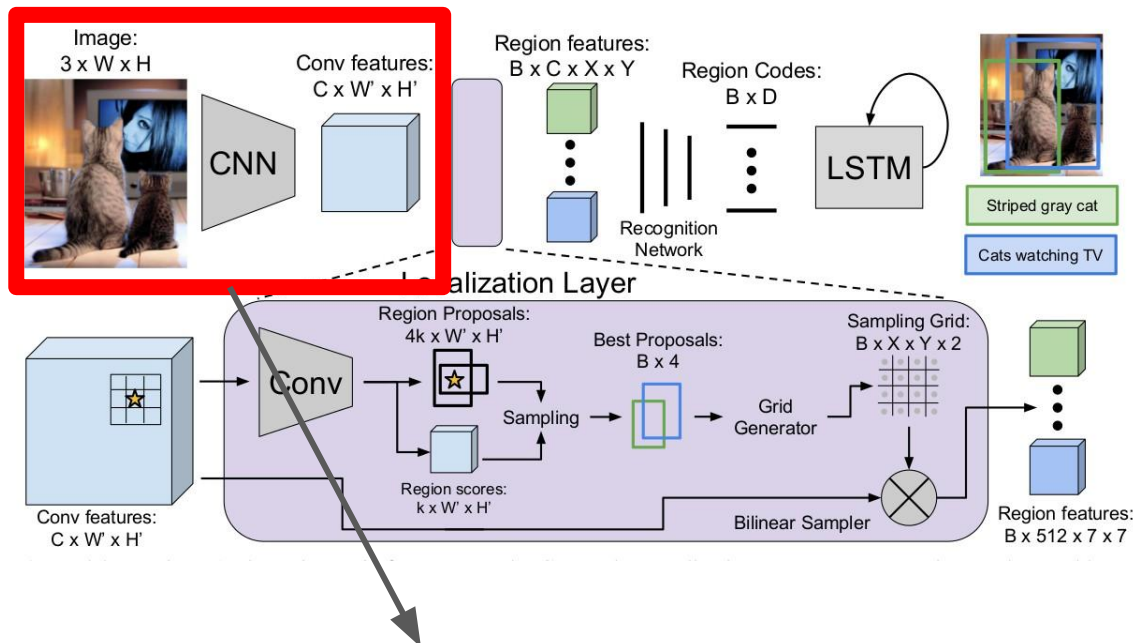 Image:
3 x W x H
Conv features:
C x W' x H'
CNN
Region features:
B x C x X x Y
Region Codes:
B x D
Recognition
Network
LSTM
Striped gray cat
Cats watching TV
Localization Layer
Conv features:
C x W' x H'
Conv
Region Proposals:
4k x W' x H'
Region scores:
k x W' x H'
Sampling
Best Proposals:
B x 4
Grid
Generator
Sampling Grid:
B x X x Y x 2
Bilinear Sampler
Region features:
B x 512 x 7 x 7